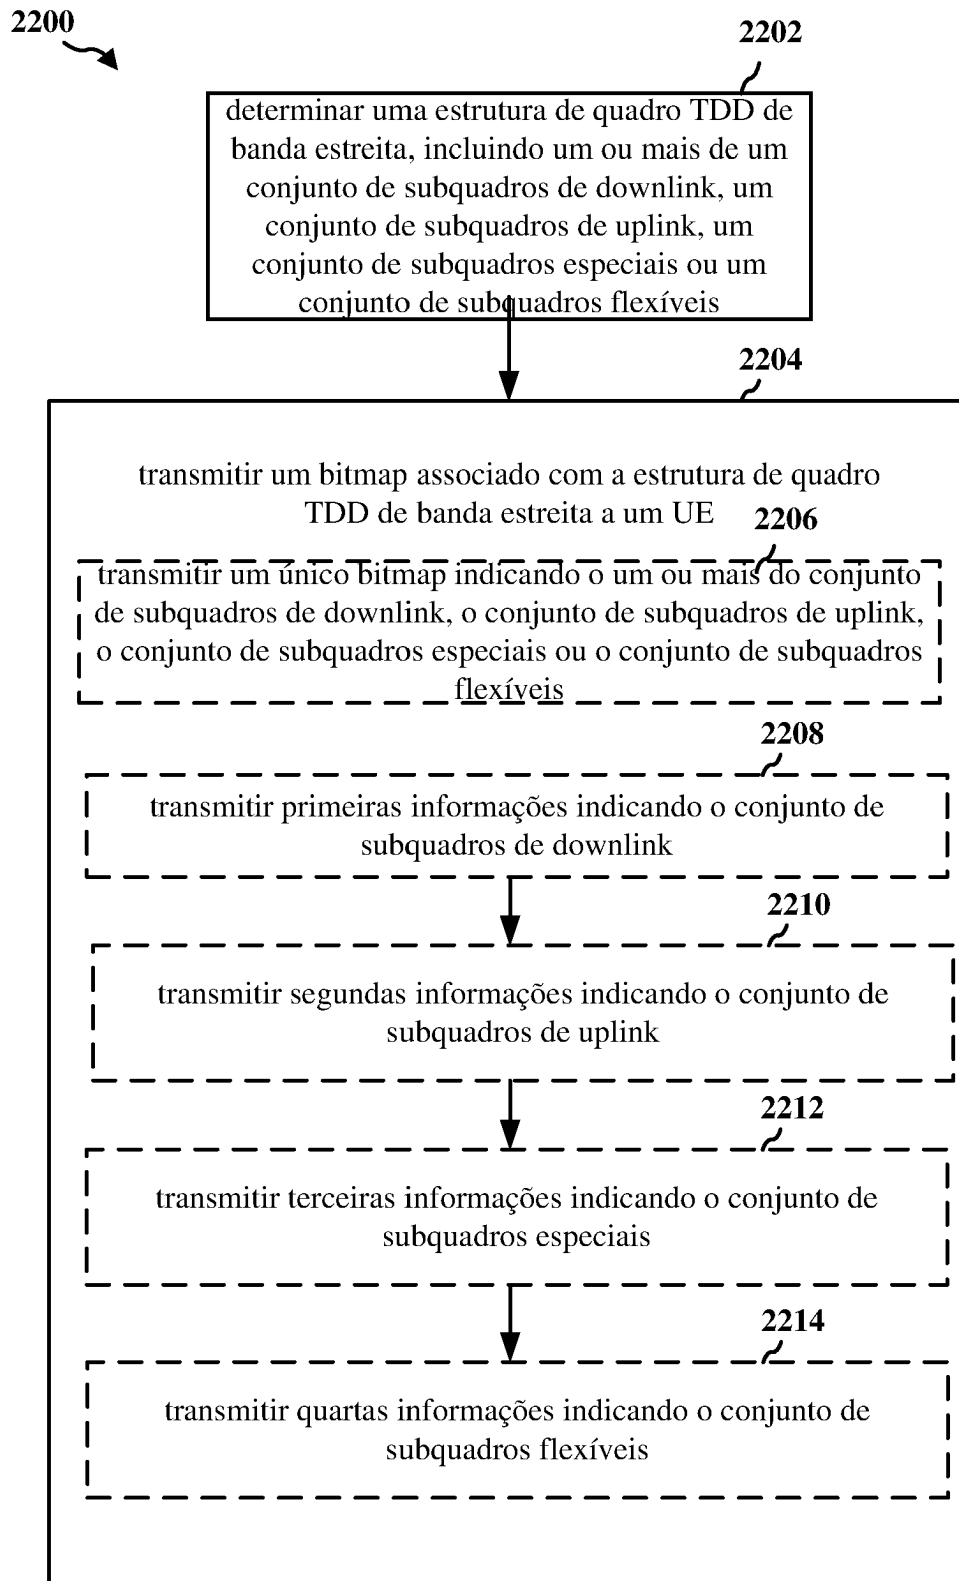 2200
2202
determinar uma estrutura de quadro TDD de
banda estreita, incluindo um ou mais de um
conjunto de subquadros de downlink, um
conjunto de subquadros de uplink, um
conjunto de subquadros especiais ou um
conjunto de subquadros flexíveis
2204
transmitir um bitmap associado com a estrutura de quadro
TDD de banda estreita a um UE
2206
transmitir um único bitmap indicando o um ou mais do conjunto
de subquadros de downlink, o conjunto de subquadros de uplink,
o conjunto de subquadros especiais ou o conjunto de subquadros
flexíveis
2208
transmitir primeiras informações indicando o conjunto de
subquadros de downlink
2210
transmitir segundas informações indicando o conjunto de
subquadros de uplink
2212
transmitir terceiras informações indicando o conjunto de
subquadros especiais
2214
transmitir quartas informações indicando o conjunto de
subquadros flexíveis